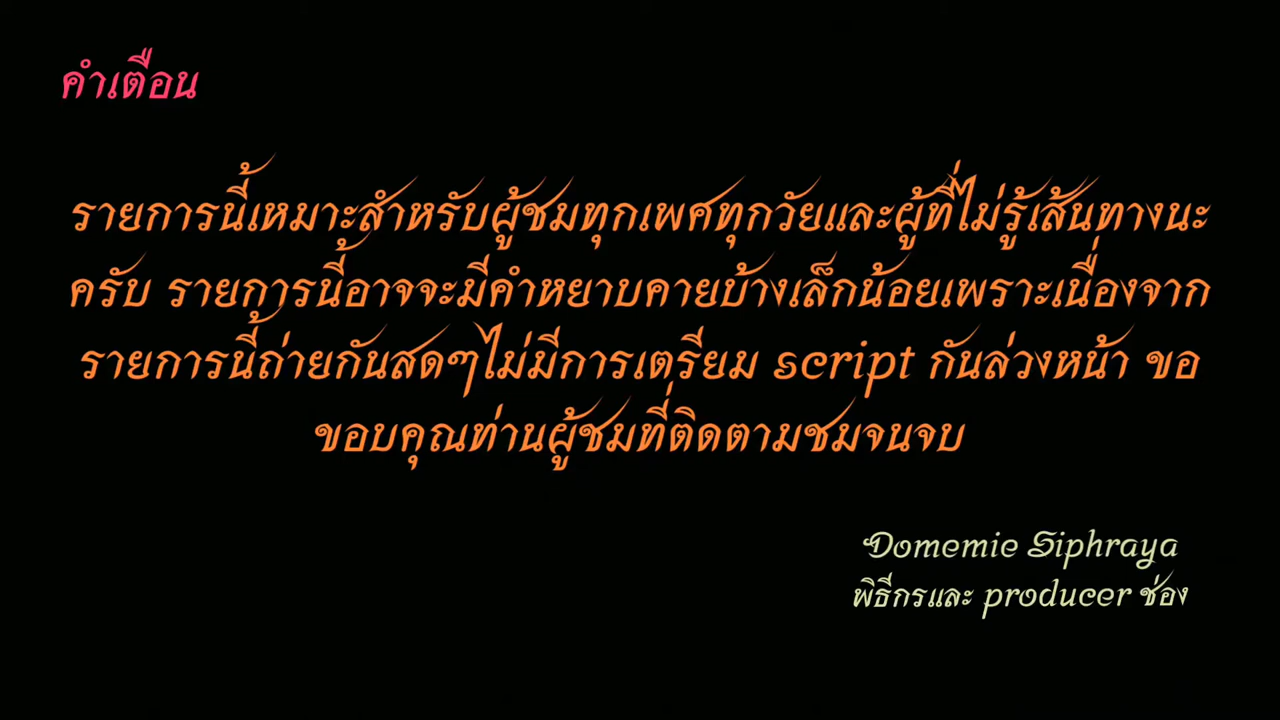 คำเตือน
รายการนี้เหมาะสำหรับผู้ชมทุกเพศทุกวัยและผู้ที่ไม่รู้เส้นทางนะ
ครับ รายการนี้อาจจะมีคำหยาบคายบ้างเล็กน้อยเพราะเนื่องจาก
รายการนี้ถ่ายกันสดๆไม่มีการเตรียม script กันล่วงหน้า ขอ
ขอบคุณท่านผู้ชมที่ติดตามชมจนจบ
Domemie Siphraya
พิธีกรและ producer ช่อง